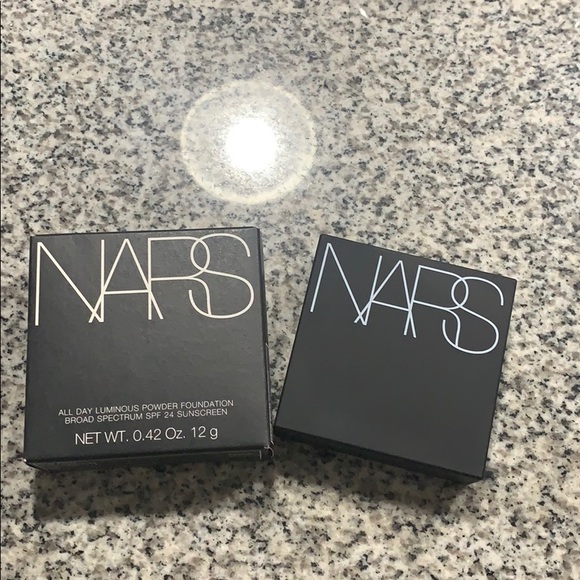 NARS
ALL DAY LUMINOUS POWDER FOUNDATION
BROAD SPECTRUM SPF 24 SUNSCREEN
NET WT. 0.42 Oz. 12 g
NARS